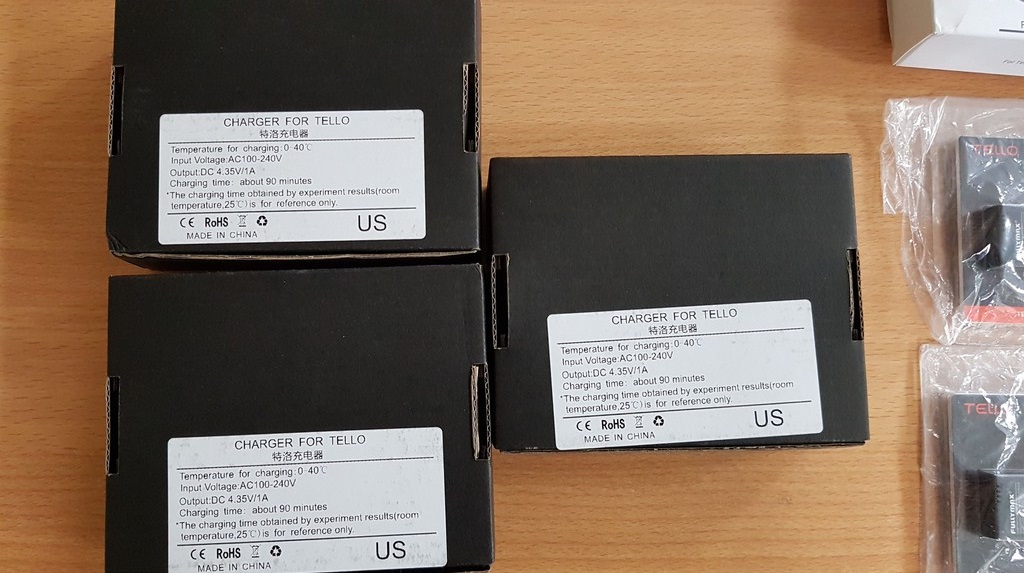 CHARGER FOR TELLO
特洛充电器
Temperature for charging:0-40℃
Input Voltage:AC100-240V
Output:DC 4.35V/1A
Charging time: about 90 minutes
*The charging time obtained by experiment results(room
temperature,25℃)is for reference only.
CE RoHS
US
MADE IN CHINA
CHARGER FOR TELLO
特洛充电器
Temperature for charging:0-40℃
Input Voltage:AC100-240V
Output:DC 4.35V/1A
Charging time: about 90 minutes
*The charging time obtained by experiment results(room
temperature,25℃)is for reference only.
CE RoHS
US
MADE IN CHINA
CHARGER FOR TELLO
特洛充电器
Temperature for charging:0-40℃
Input Voltage:AC100-240V
Output:DC 4.35V/1A
Charging time: about 90 minutes
*The charging time obtained by experiment results(room
temperature,25℃)is for reference only.
CE RoHS
US
MADE IN CHINA
TELLO
TELLO
FULLYMAX